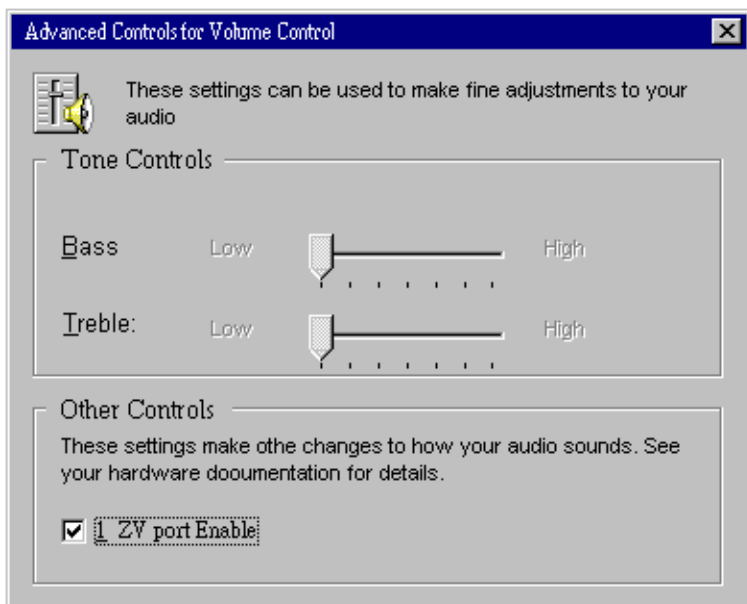 Advanced Controls for Volume Control
These settings can be used to make fine adjustments to your
audio
Tone Controls
Bass Low High
Treble: Low High
Other Controls
These settings make othe changes to how your audio sounds. See
your hardware dooumentation for details.
1 ZV port Enable